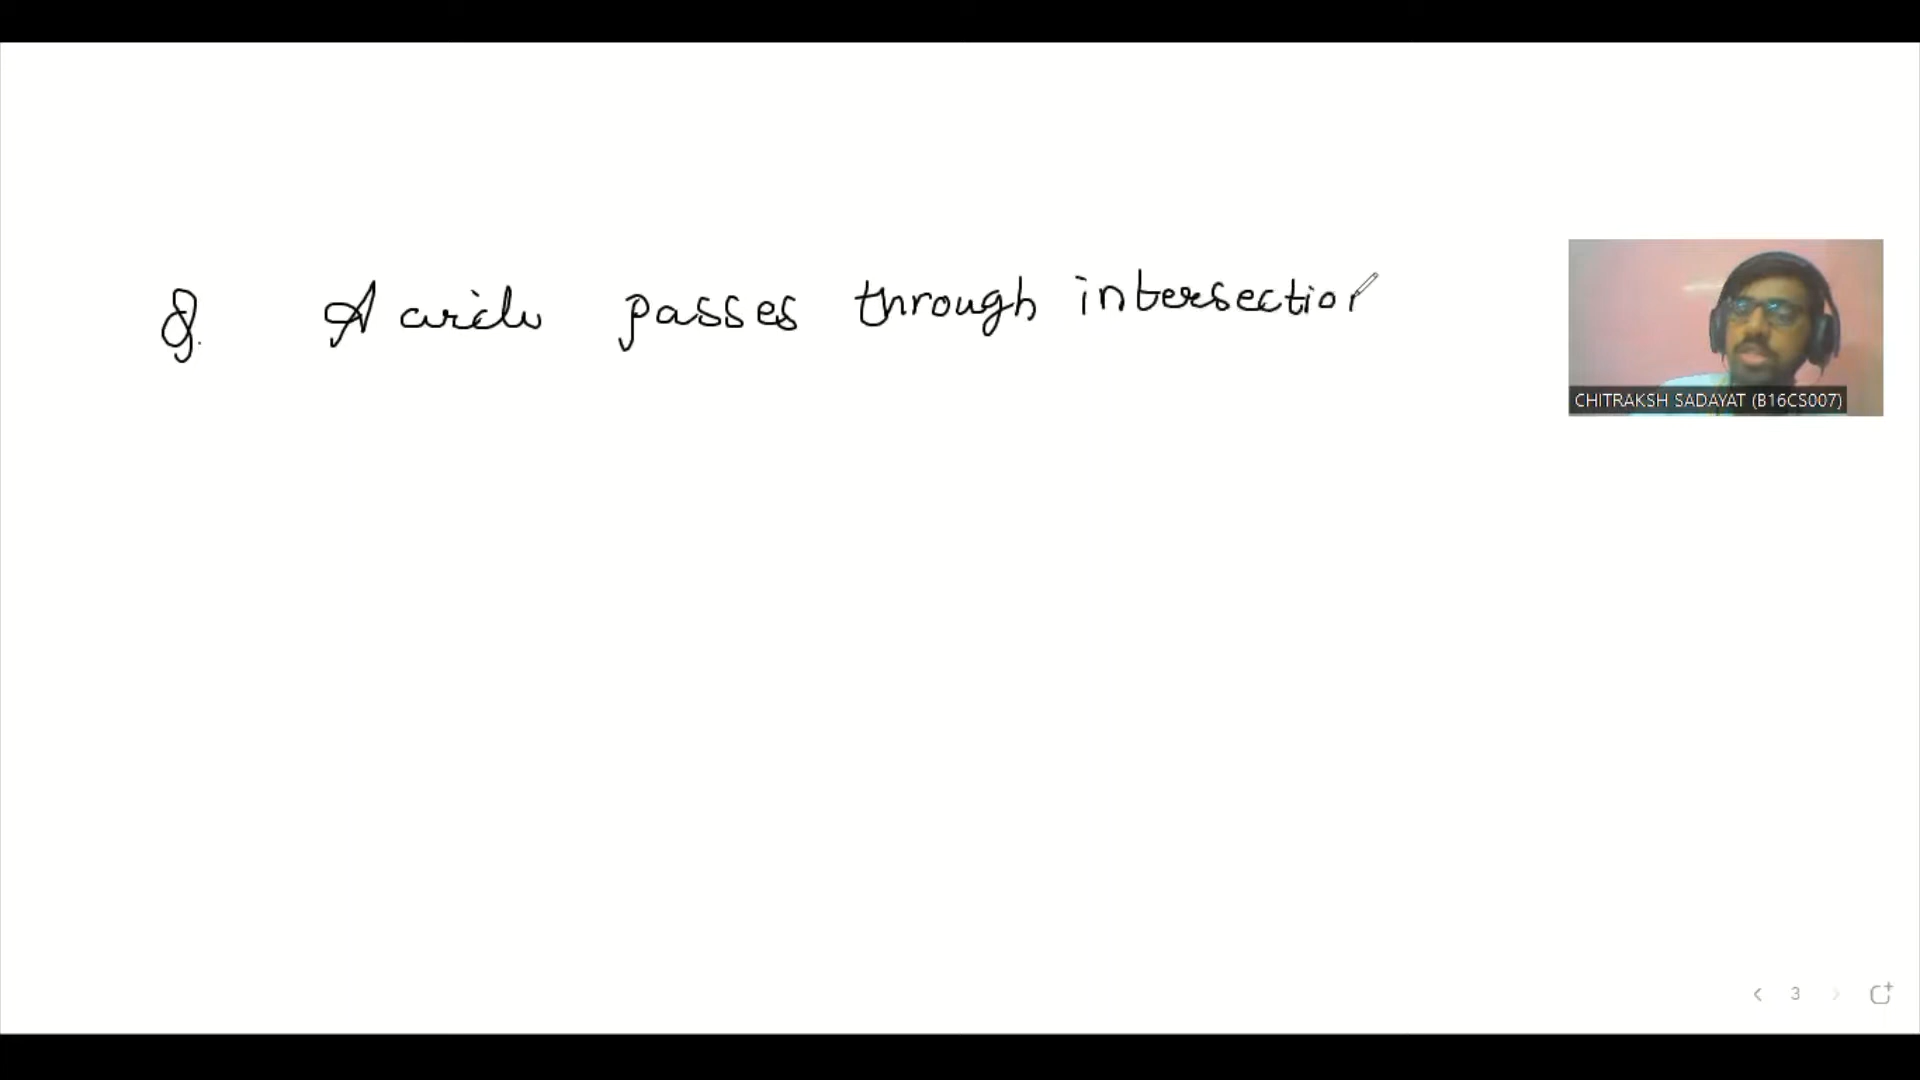 Q. A circle passes through intersection
CHITRAKSH SADAYAT (B16CS007)
3